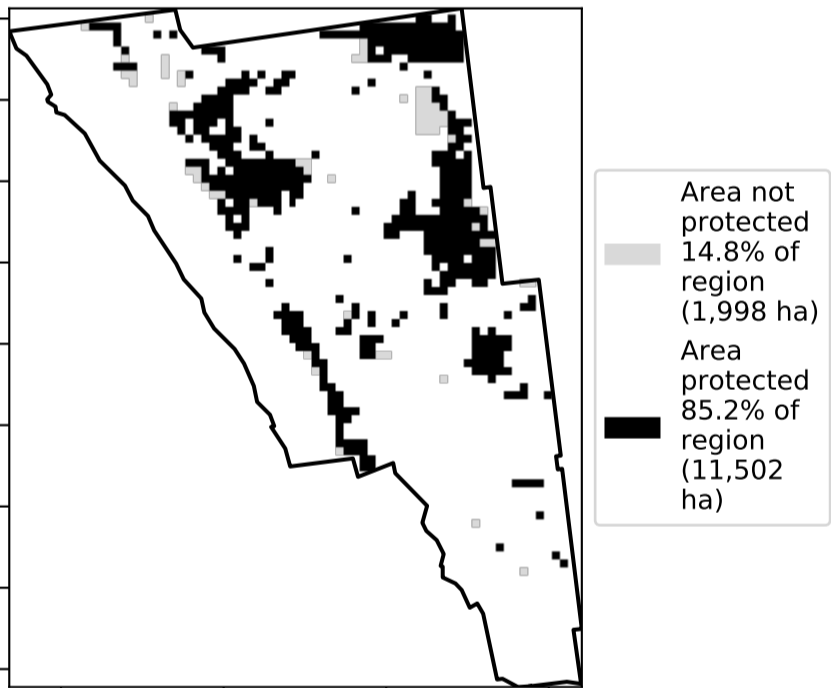 Area not
protected
14.8% of
region
(1,998 ha)
Area
protected
85.2% of
region
(11,502
ha)